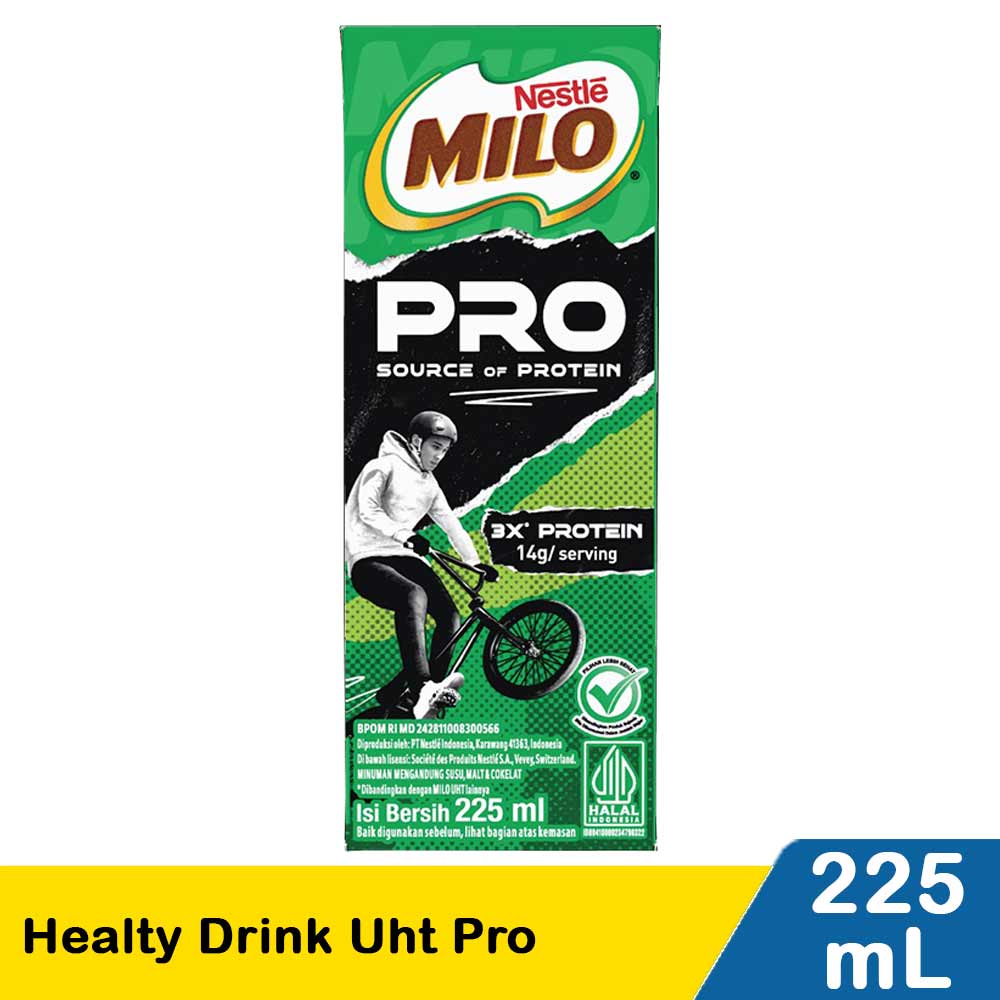 Nestlé
MILO
®
PRO
SOURCE OF PROTEIN
3X* PROTEIN
14g/ serving
PILIHAN LEBIH SEHAT
BPOM RI MD 242811008300566
Diproduksi oleh: PT Nestlé Indonesia, Karawang 41363, Indonesia
Di bawah lisensi: Société des Produits Nestlé S.A., Vevey, Switzerland.
MINUMAN MENGANDUNG SUSU, MALT & COKELAT
*Dibandingkan dengan MILO UHT lainnya
Isi Bersih 225 ml
Baik digunakan sebelum, lihat bagian atas kemasan
HALAL
INDONESIA
Healty Drink Uht Pro
225
mL